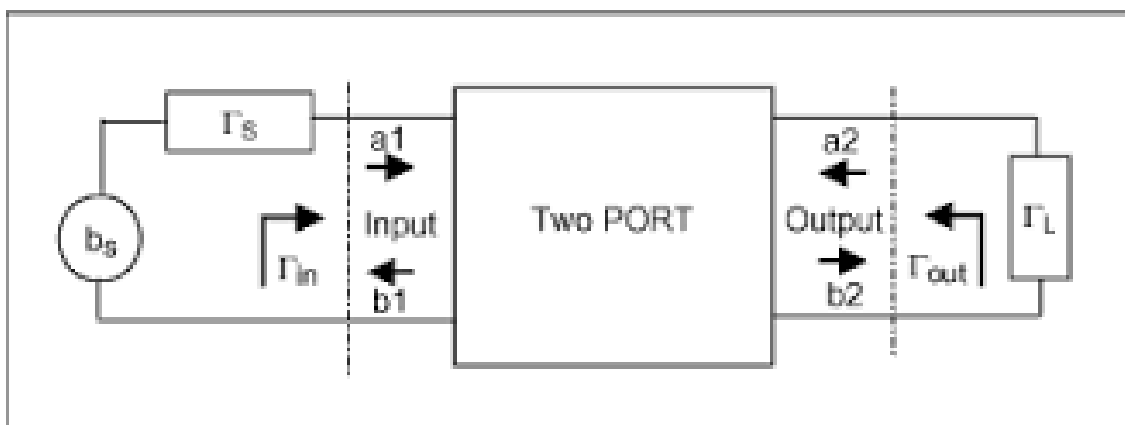 ΓS
a1
a2
bs
Γin
Input
Two PORT
Output
Γout
ΓL
b1
b2